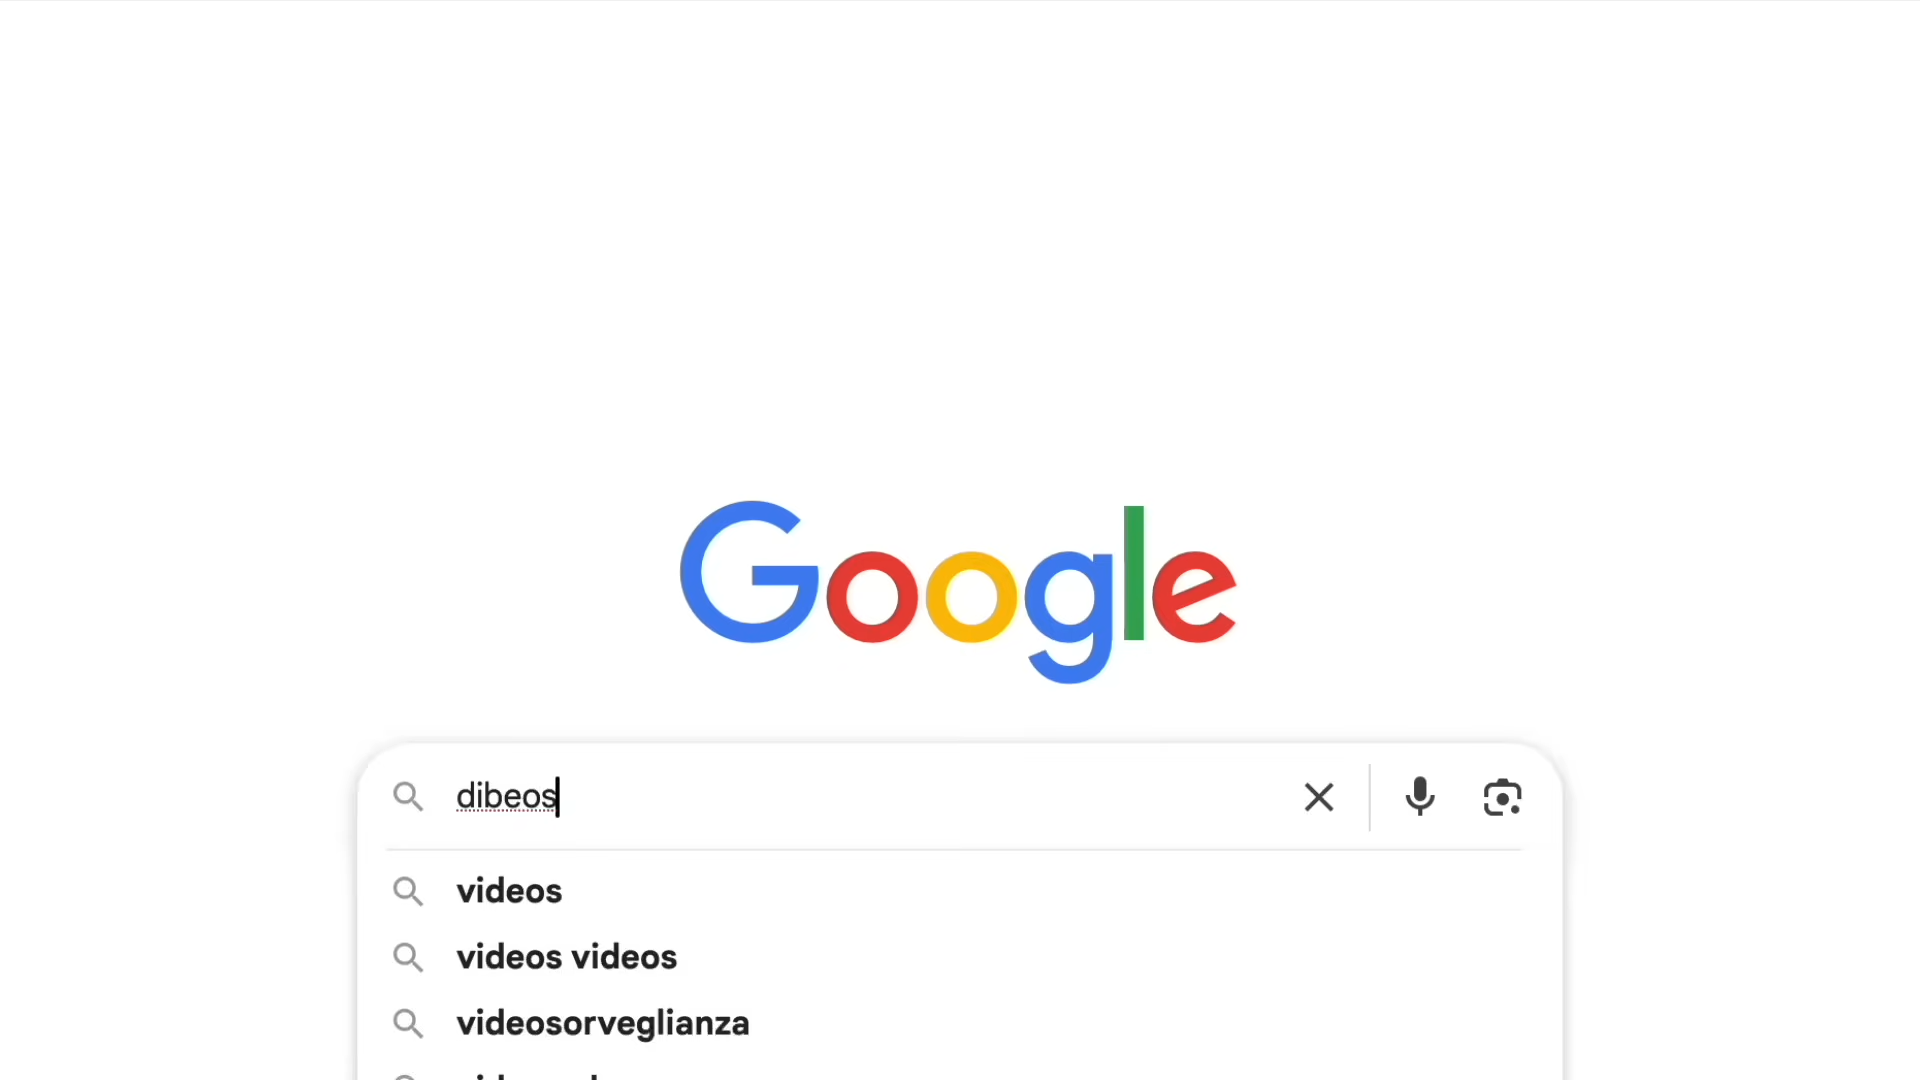 Google
dibeos
videos
videos videos
videosorveglianza